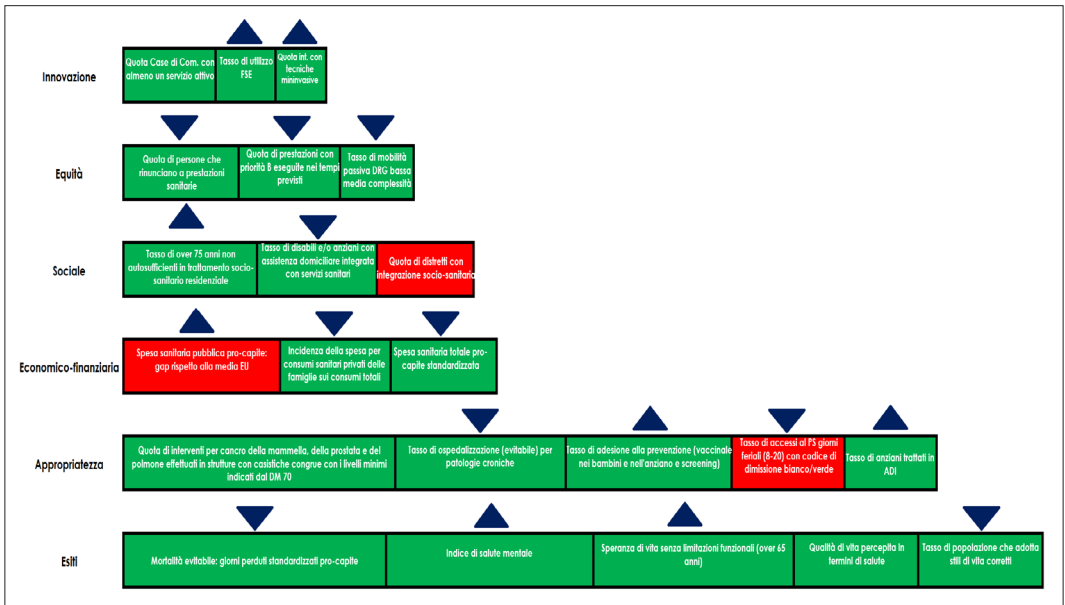 Innovazione
Quota Case di Com. con
almeno un servizio attivo
Tasso di utilizzo
FSE
Quota int. con
tecniche
mininvasive
Equità
Quota di persone che
rinunciano a prestazioni
sanitarie
Quota di prestazioni con
priorità B eseguite nei tempi
previsti
Tasso di mobilità
passiva DRG bassa
media complessità
Sociale
Tasso di over 75 anni non
autosufficienti in trattamento socio-
sanitario residenziale
Tasso di disabili e/o anziani con
assistenza domiciliare integrata
con servizi sanitari
Quota di distretti con
integrazione socio-sanitaria
Economico-finanziaria
Spesa sanitaria pubblica pro-capite:
gap rispetto alla media EU
Incidenza della spesa per
consumi sanitari privati delle
famiglie sui consumi totali
Spesa sanitaria totale pro-
capite standardizzata
Appropriatezza
Quota di interventi per cancro della mammella, della prostata e del
polmone effettuati in strutture con casistiche congrue con i livelli minimi
indicati dal DM 70
Tasso di ospedalizzazione (evitabile) per
patologie croniche
Tasso di adesione alla prevenzione (vaccinale
nei bambini e nell'anziano e screening)
Tasso di accessi al PS giorni
feriali (8-20) con codice di
dimissione bianco/verde
Tasso di anziani trattati in
ADI
Esiti
Mortalità evitabile: giorni perduti standardizzati pro-capite
Indice di salute mentale
Speranza di vita senza limitazioni funzionali (over 65
anni)
Qualità di vita percepita in
termini di salute
Tasso di popolazione che adotta
stili di vita corretti